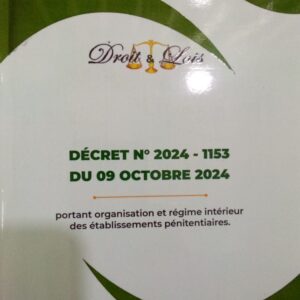 Droit & Lois
DÉCRET N° 2024 - 1153
DU 09 OCTOBRE 2024
portant organisation et régime intérieur
des établissements pénitentiaires.